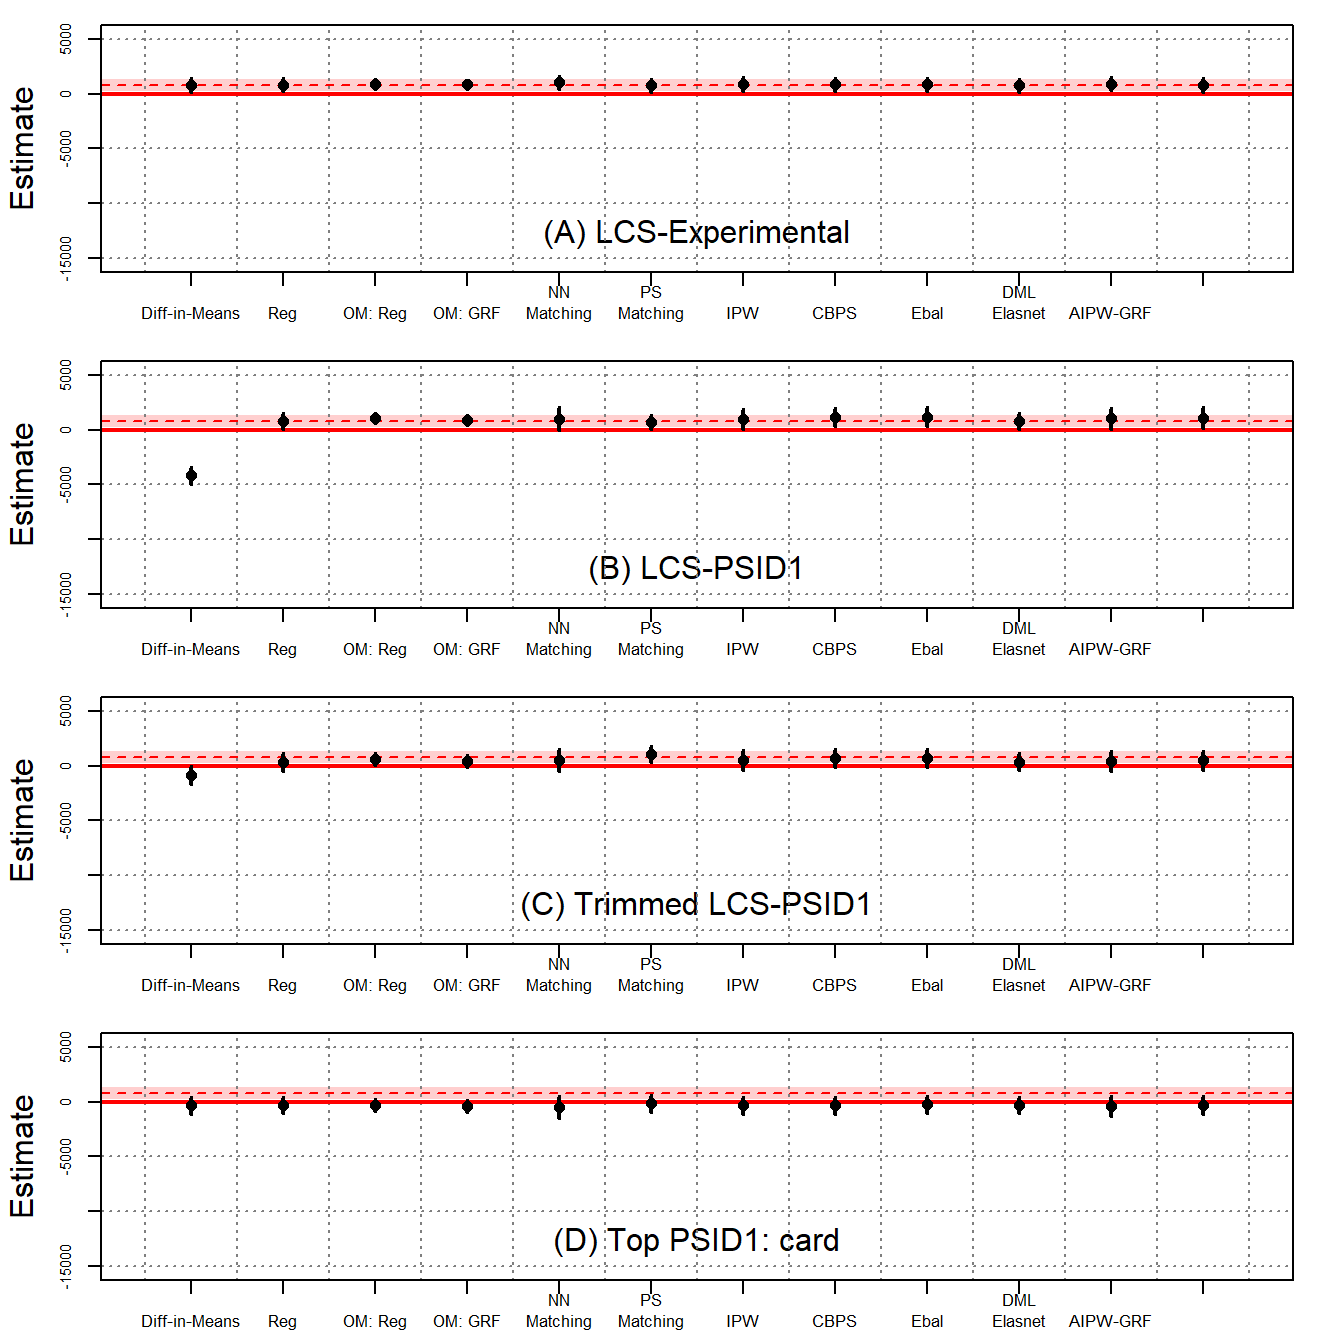 5000
0
-5000
-15000
Estimate
(A) LCS-Experimental
Diff-in-Means Reg OM: Reg OM: GRF NN Matching PS Matching IPW CBPS Ebal DML Elasnet AIPW-GRF
5000
0
-5000
-15000
Estimate
(B) LCS-PSID1
Diff-in-Means Reg OM: Reg OM: GRF NN Matching PS Matching IPW CBPS Ebal DML Elasnet AIPW-GRF
5000
0
-5000
-15000
Estimate
(C) Trimmed LCS-PSID1
Diff-in-Means Reg OM: Reg OM: GRF NN Matching PS Matching IPW CBPS Ebal DML Elasnet AIPW-GRF
5000
0
-5000
-15000
Estimate
(D) Top PSID1: card
Diff-in-Means Reg OM: Reg OM: GRF NN Matching PS Matching IPW CBPS Ebal DML Elasnet AIPW-GRF